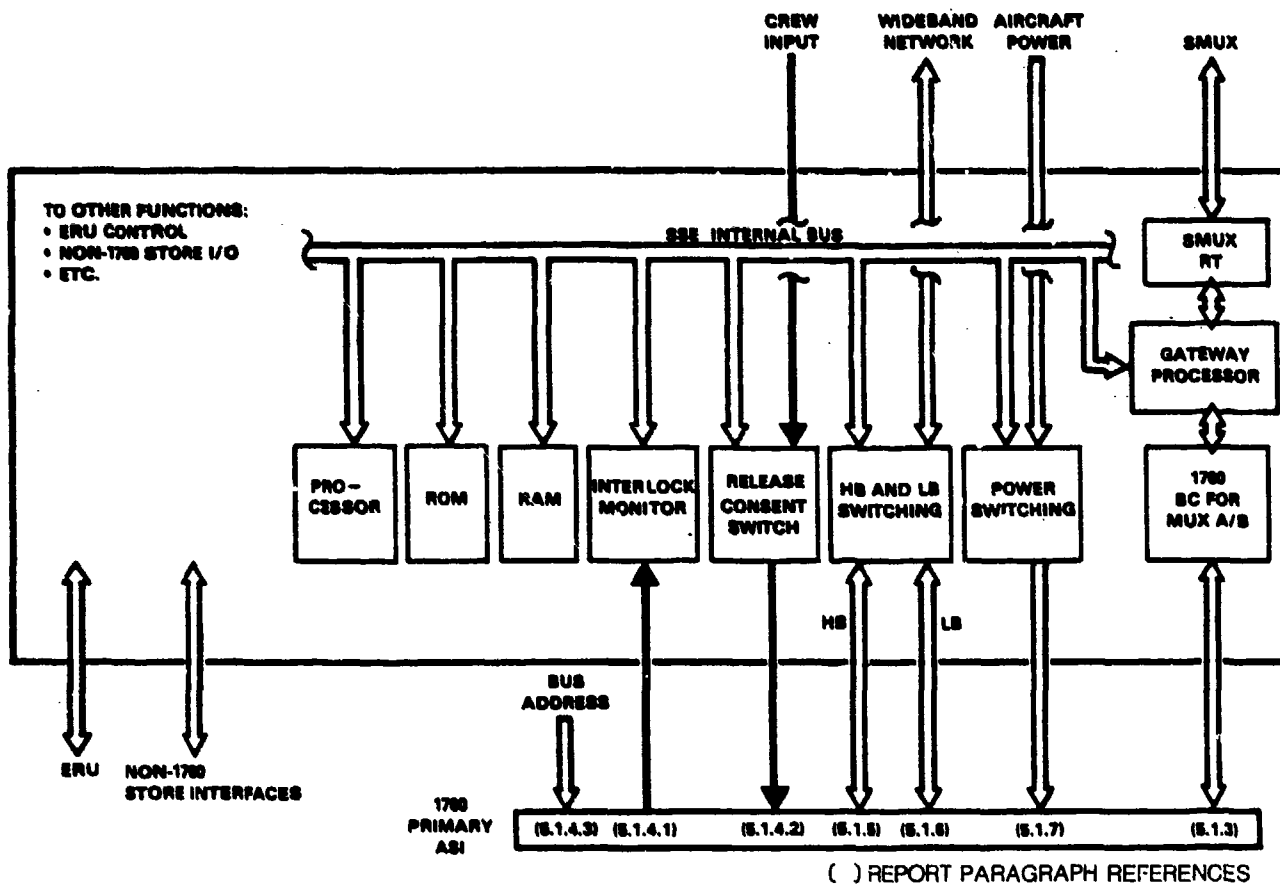 CREW
INPUT
WIDEBAND
NETWORK
AIRCRAFT
POWER
SMUX
TO OTHER FUNCTIONS:
• ERU CONTROL
• NON-1760 STORE I/O
• ETC.
SSE INTERNAL BUS
SMUX
RT
GATEWAY
PROCESSOR
PRO-
CESSOR
ROM
RAM
INTERLOCK
MONITOR
RELEASE
CONSENT
SWITCH
HB AND LB
SWITCHING
POWER
SWITCHING
1760
BC FOR
MUX A/B
HB
LB
BUS
ADDRESS
ERU
NON-1760
STORE INTERFACES
1760
PRIMARY
ASI
(5.1.4.3)
(5.1.4.1)
(5.1.4.2)
(5.1.5)
(5.1.6)
(5.1.7)
(5.1.3)
( ) REPORT PARAGRAPH REFERENCES